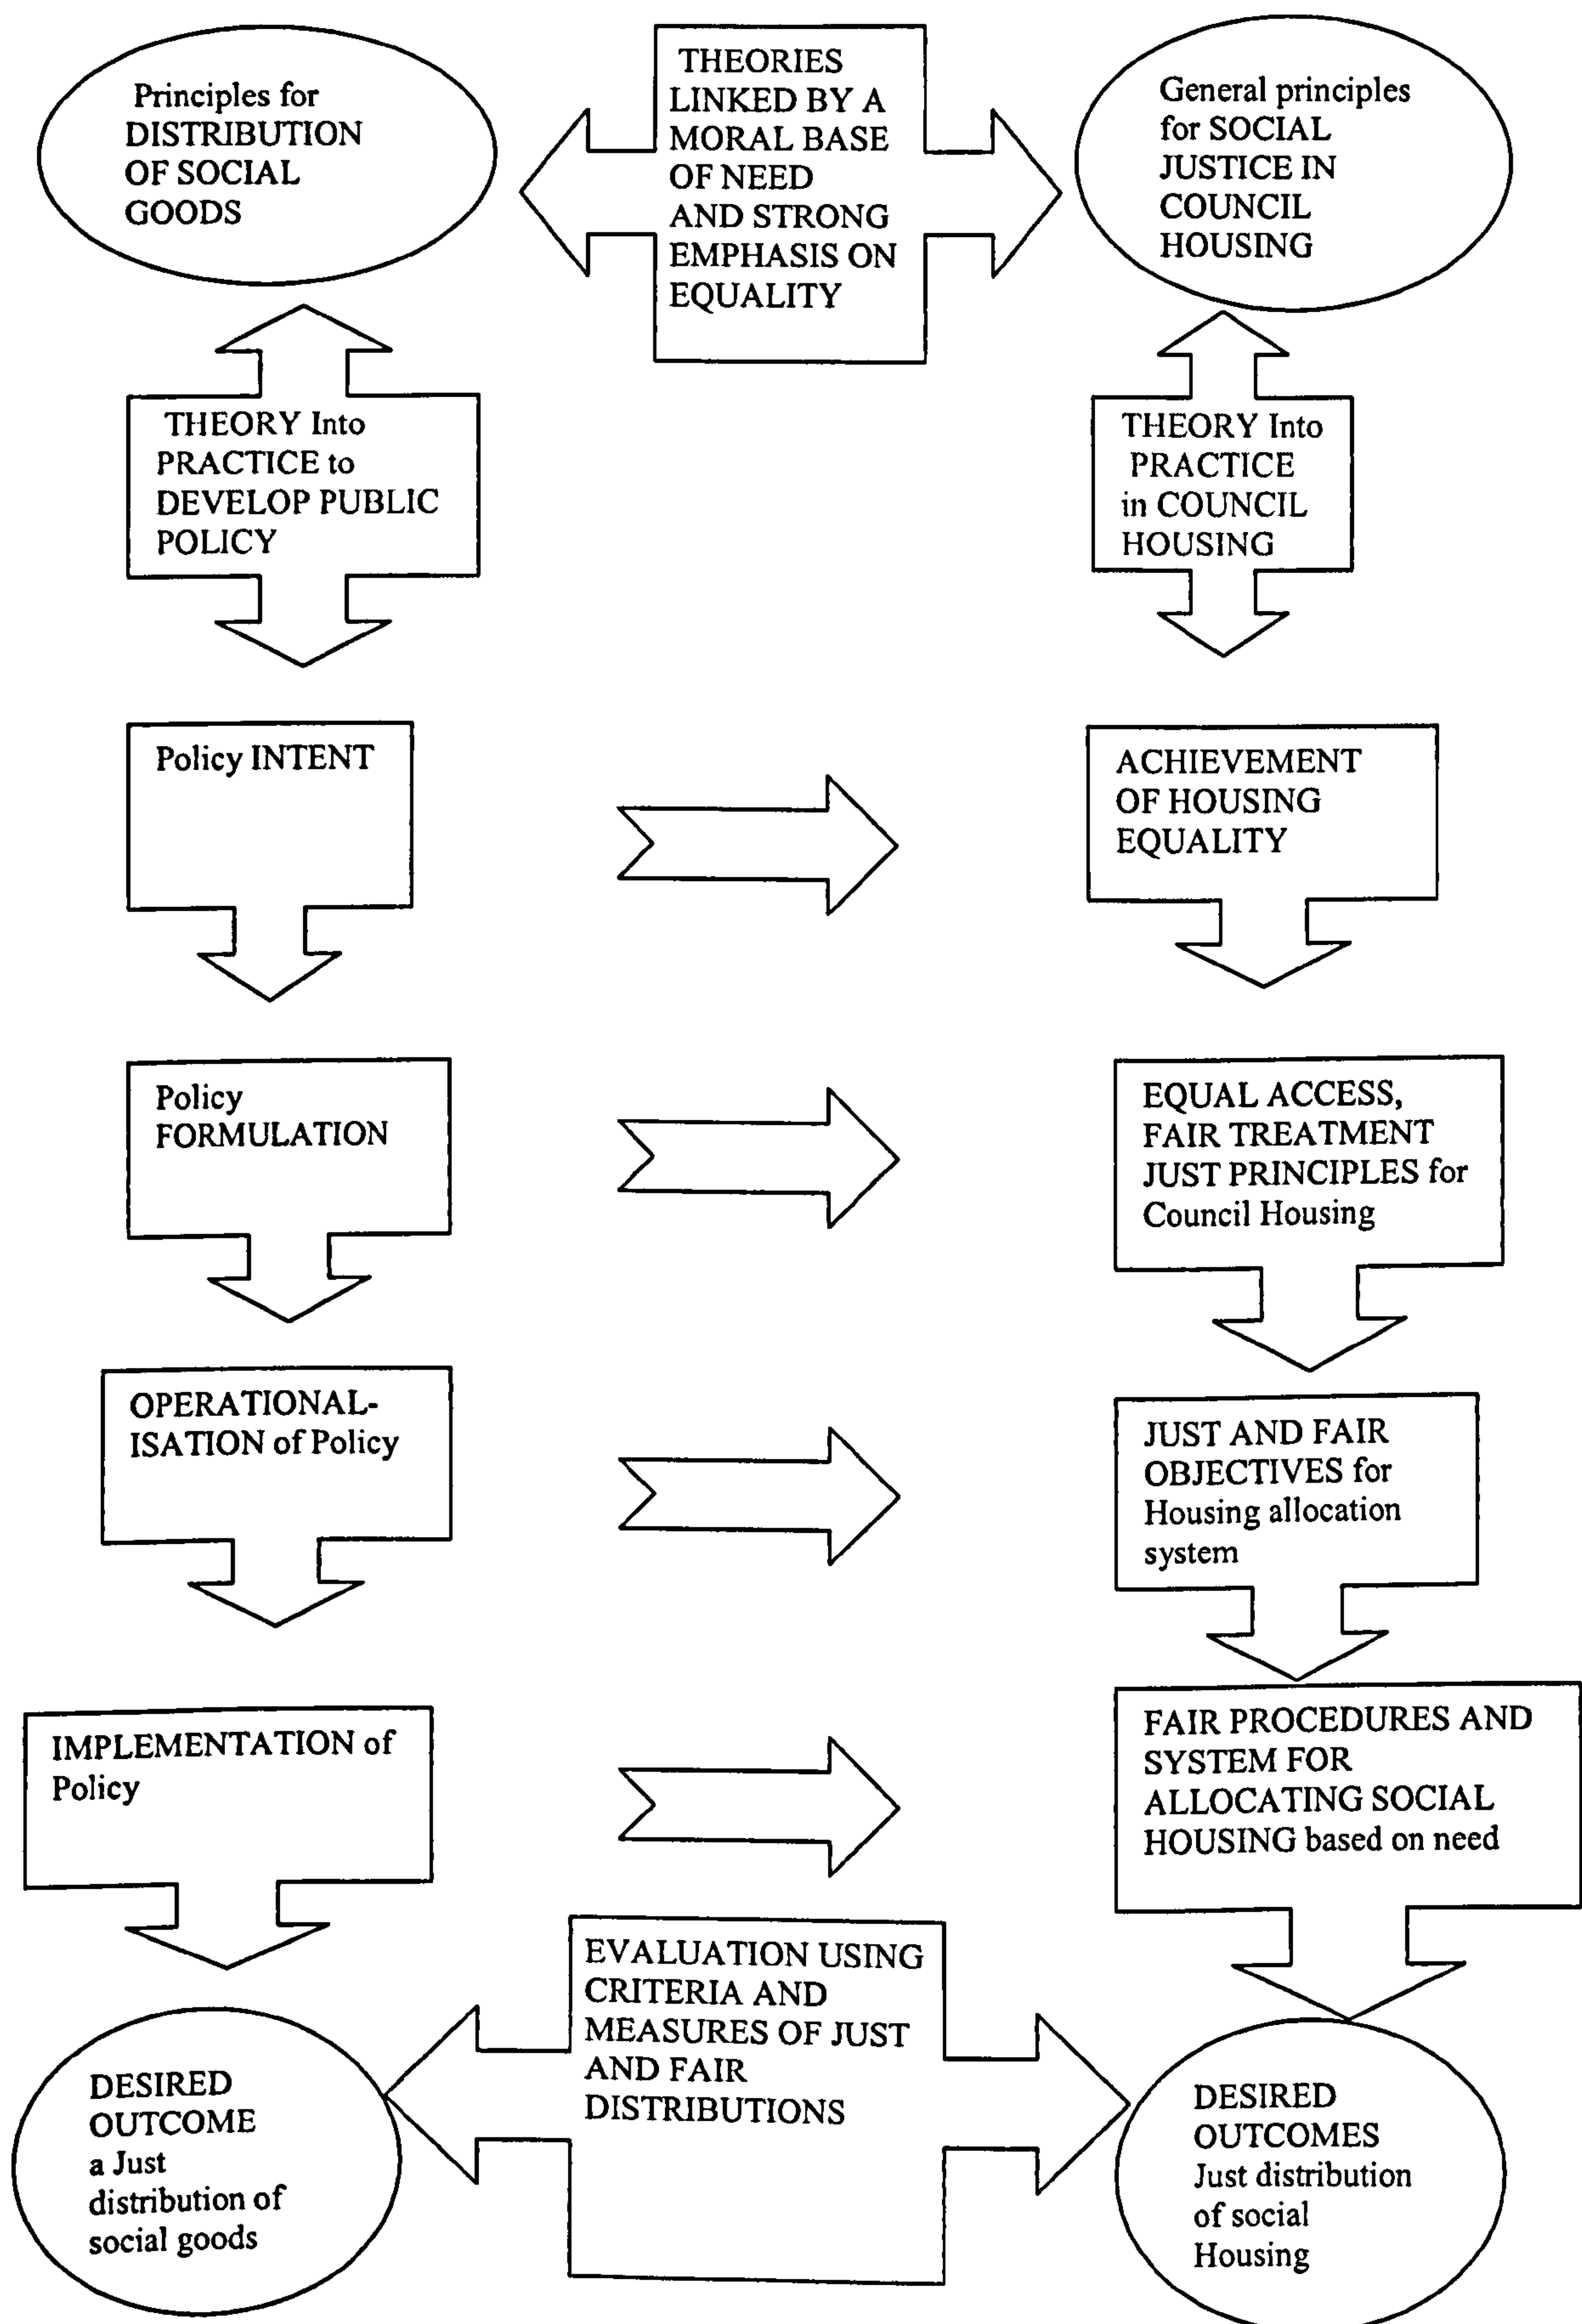 Principles for
DISTRIBUTION
OF SOCIAL
GOODS
THEORIES
LINKED BY A
MORAL BASE
OF NEED
AND STRONG
EMPHASIS ON
EQUALITY
General principles
for SOCIAL
JUSTICE IN
COUNCIL
HOUSING
THEORY Into
PRACTICE to
DEVELOP PUBLIC
POLICY
THEORY Into
PRACTICE
in COUNCIL
HOUSING
Policy INTENT
ACHIEVEMENT
OF HOUSING
EQUALITY
Policy
FORMULATION
EQUAL ACCESS,
FAIR TREATMENT
JUST PRINCIPLES for
Council Housing
OPERATIONAL-
ISATION of Policy
JUST AND FAIR
OBJECTIVES for
Housing allocation
system
IMPLEMENTATION of
Policy
FAIR PROCEDURES AND
SYSTEM FOR
ALLOCATING SOCIAL
HOUSING based on need
EVALUATION USING
CRITERIA AND
MEASURES OF JUST
AND FAIR
DISTRIBUTIONS
DESIRED
OUTCOME
a Just
distribution of
social goods
DESIRED
OUTCOMES
Just distribution
of social
Housing